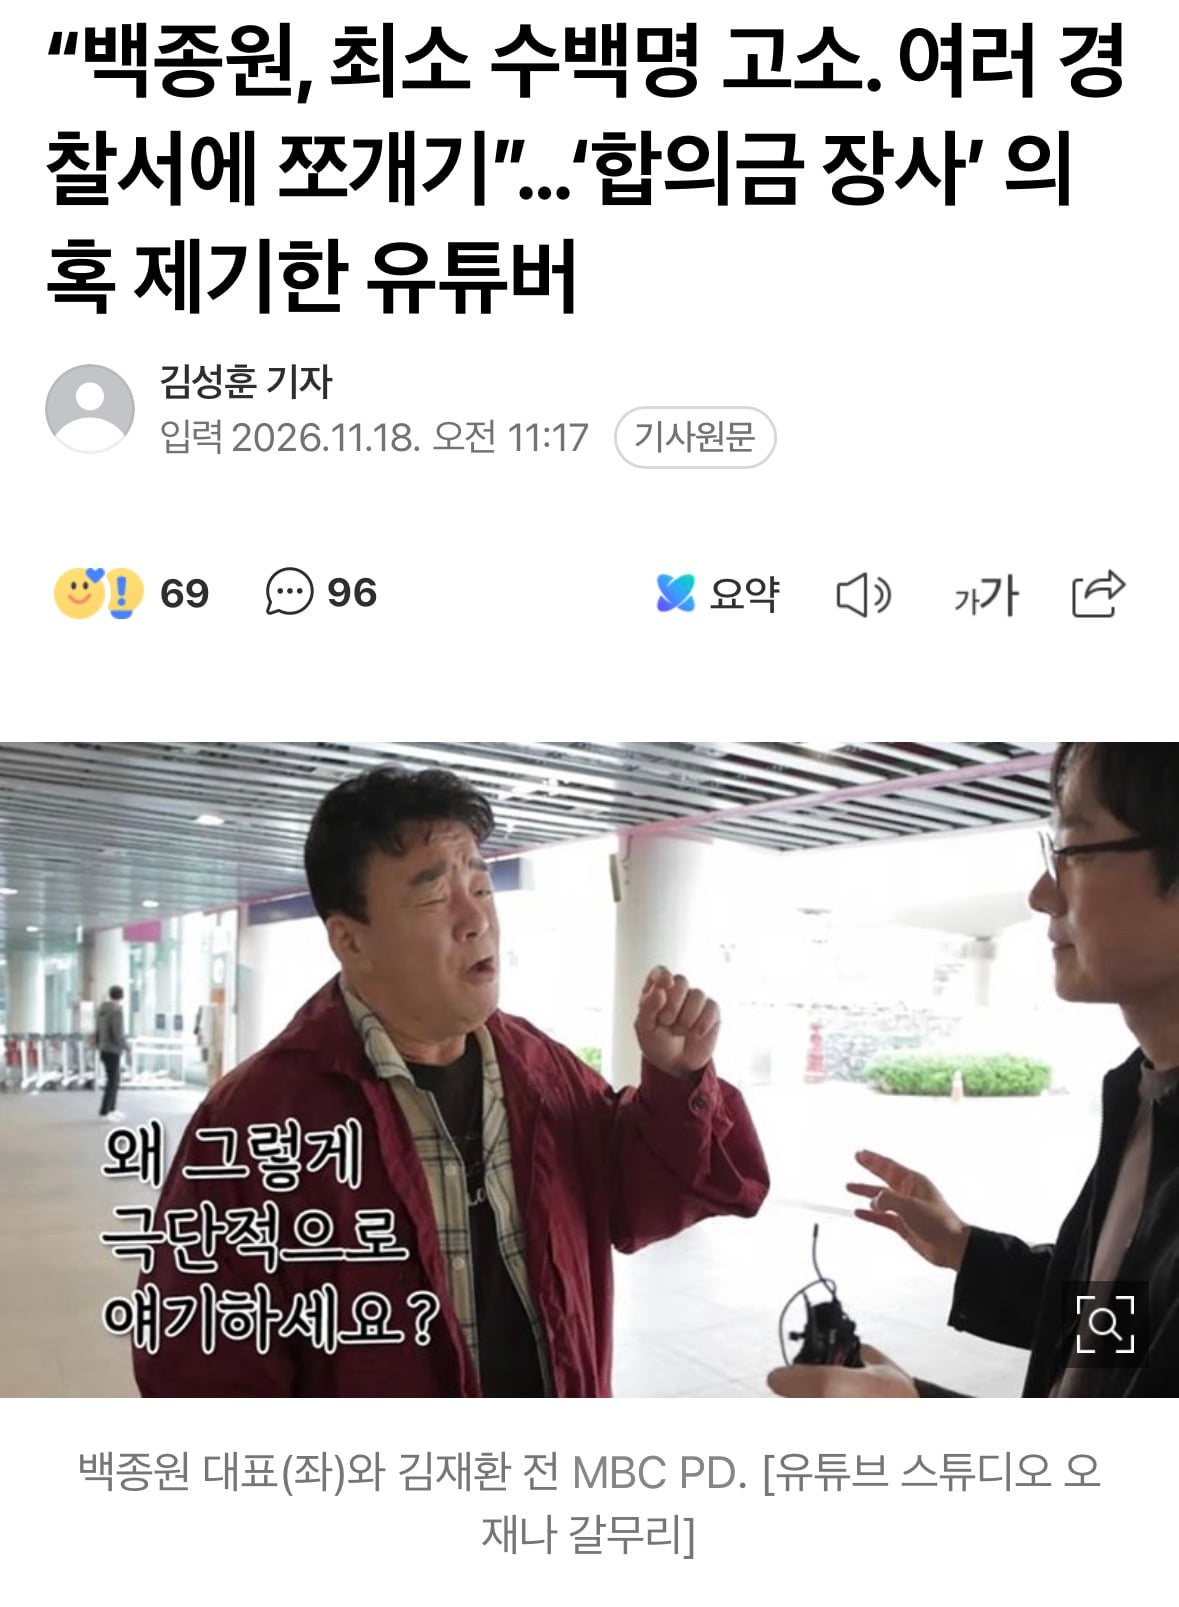 “백종원, 최소 수백명 고소. 여러 경
찰서에 쪼개기”…‘합의금 장사’ 의
혹 제기한 유튜버
김성훈 기자
입력 2026.11.18. 오전 11:17 기사원문
69 96 요약 가가
왜 그렇게
극단적으로
얘기하세요?
백종원 대표(좌)와 김재환 전 MBC PD. [유튜브 스튜디오 오
재나 갈무리]